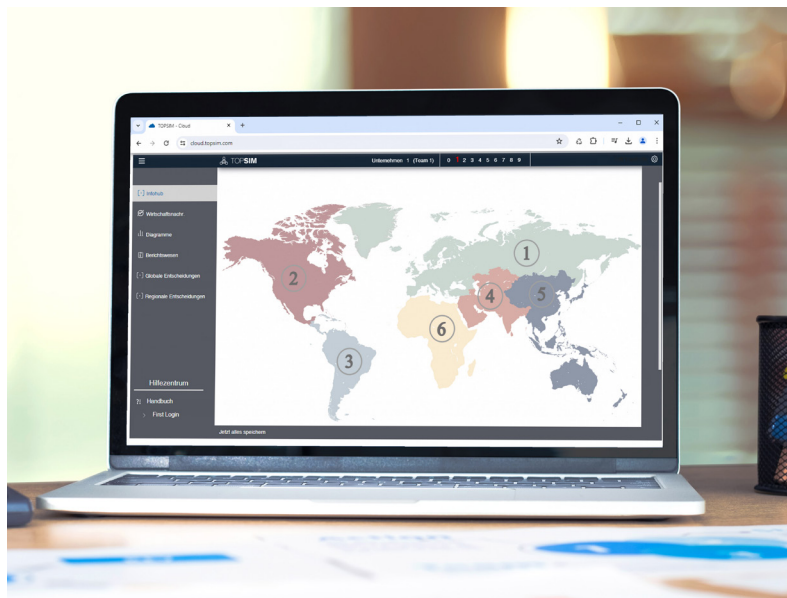 TOPSIM - Cloud
cloud.topsim.com
TOPSIM
Unternehmen 1 (Team 1) 0 1 2 3 4 5 6 7 8 9
Infohub
Wirtschaftsnachr.
Diagramme
Berichtswesen
Globale Entscheidungen
Regionale Entscheidungen
1
2
3
4
5
6
Hilfezentrum
Handbuch
First Login
Jetzt alles speichern